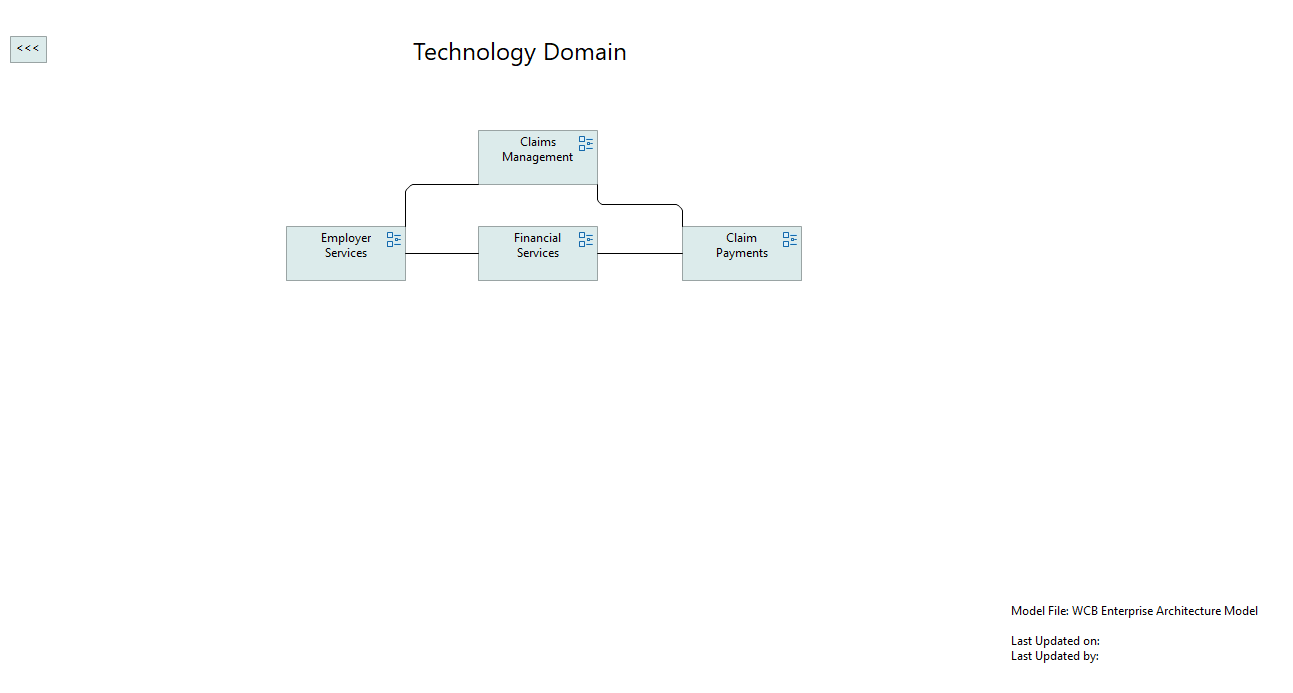 <<<
Technology Domain
Claims
Management
Employer
Services
Financial
Services
Claim
Payments
Model File: WCB Enterprise Architecture Model
Last Updated on:
Last Updated by: